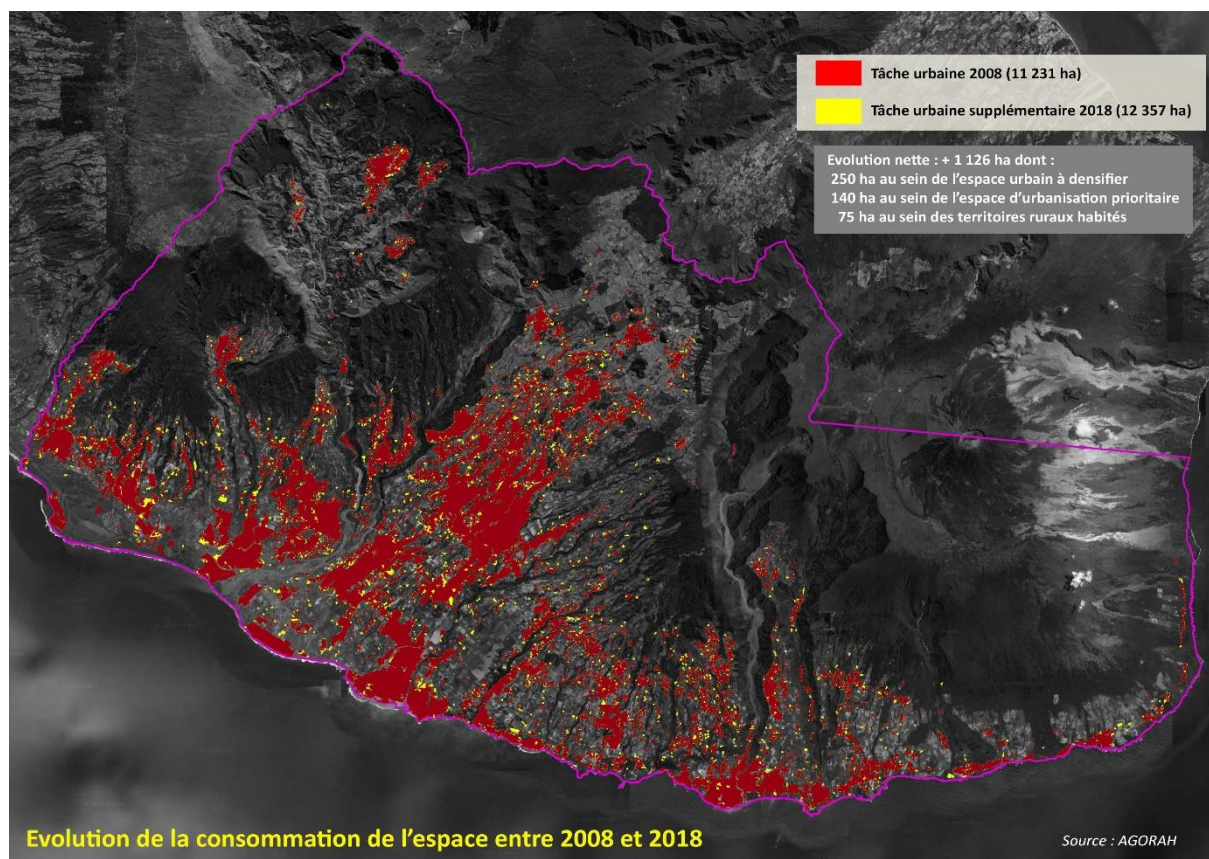 Tâche urbaine 2008 (11 231 ha)
Tâche urbaine supplémentaire 2018 (12 357 ha)
Evolution nette : + 1 126 ha dont :
250 ha au sein de l'espace urbain à densifier
140 ha au sein de l'espace d'urbanisation prioritaire
75 ha au sein des territoires ruraux habités
Evolution de la consommation de l'espace entre 2008 et 2018
Source : AGORAH